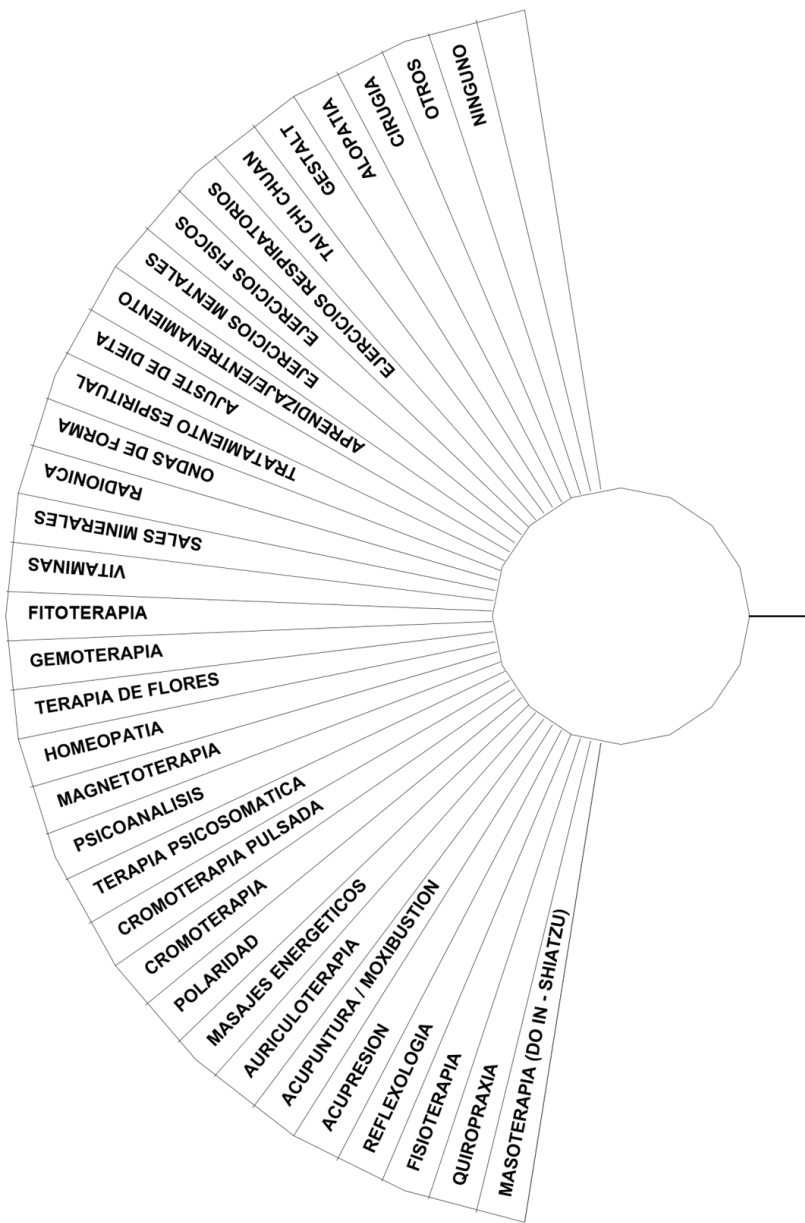 NINGUNO
OTROS
CIRUGIA
ALOPATIA
GESTALT
TAI CHI CHUAN
EJERCICIOS RESPIRATORIOS
EJERCICIOS FISICOS
EJERCICIOS MENTALES
APRENDIZAJE/ENTRENAMIENTO
AJUSTE DE DIETA
TRATAMIENTO ESPIRITUAL
ONDAS DE FORMA
RADIONICA
SALES MINERALES
VITAMINAS
FITOTERAPIA
GEMOTERAPIA
TERAPIA DE FLORES
HOMEOPATIA
MAGNETOTERAPIA
PSICOANALISIS
TERAPIA PSICOSOMATICA
CROMOTERAPIA PULSADA
CROMOTERAPIA
POLARIDAD
MASAJES ENERGETICOS
AURICULOTERAPIA
ACUPUNTURA / MOXIBUSTION
ACUPRESION
REFLEXOLOGIA
FISIOTERAPIA
QUIROPRAXIA
MASOTERAPIA (DO IN - SHIATZU)